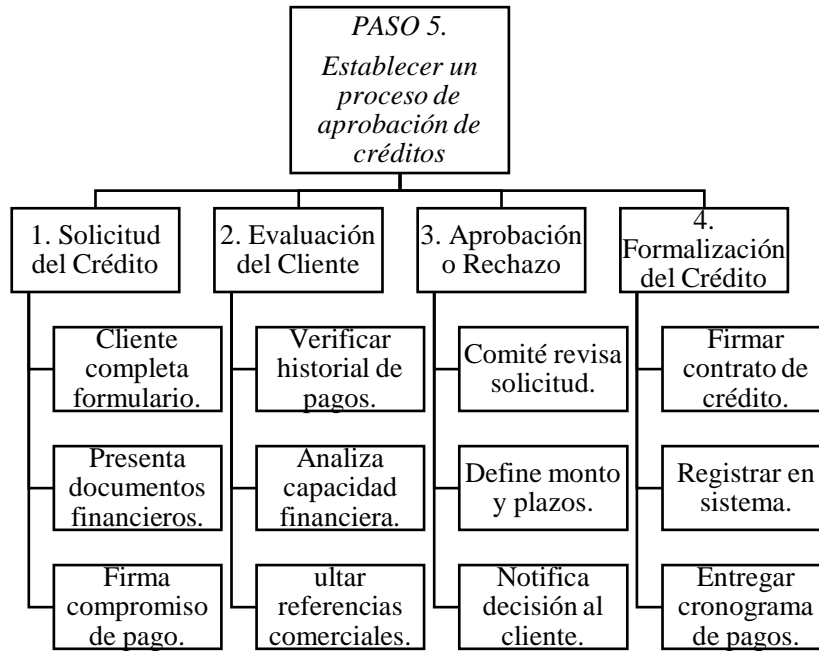 PASO 5.
Establecer un
proceso de
aprobación de
créditos
1. Solicitud
del Crédito
Cliente
completa
formulario.
Presenta
documentos
financieros.
Firma
compromiso
de pago.
2. Evaluación
del Cliente
Verificar
historial de
pagos.
Analiza
capacidad
financiera.
ultar
referencias
comerciales.
3. Aprobación
o Rechazo
Comité revisa
solicitud.
Define monto
y plazos.
Notifica
decisión al
cliente.
4.
Formalización
del Crédito
Firmar
contrato de
crédito.
Registrar en
sistema.
Entregar
cronograma
de pagos.